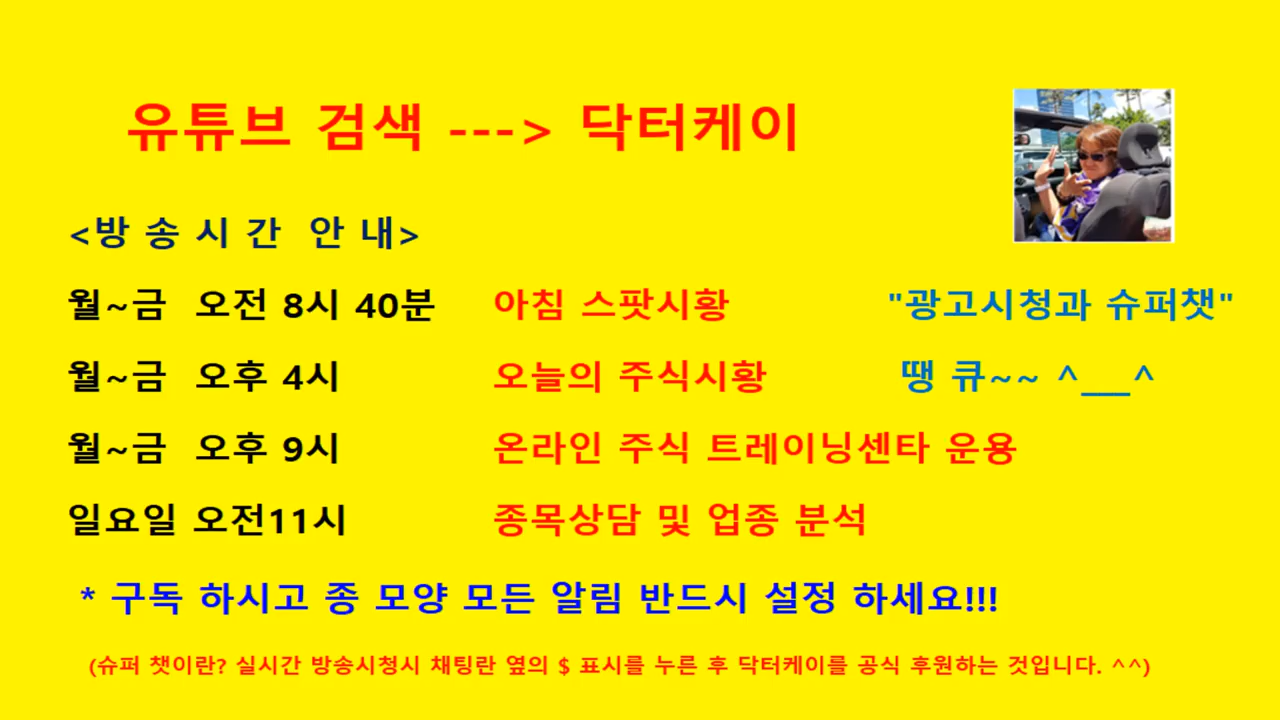 유튜브 검색 ---> 닥터케이
<방 송 시 간 안 내>
월~금 오전 8시 40분 아침 스팟시황 "광고시청과 슈퍼챗"
월~금 오후 4시 오늘의 주식시황 땡 큐~~ ^___^
월~금 오후 9시 온라인 주식 트레이닝센타 운용
일요일 오전11시 종목상담 및 업종 분석
* 구독 하시고 종 모양 모든 알림 반드시 설정 하세요!!!
(슈퍼 챗이란? 실시간 방송시청시 채팅란 옆의 $ 표시를 누른 후 닥터케이를 공식 후원하는 것입니다. ^^)